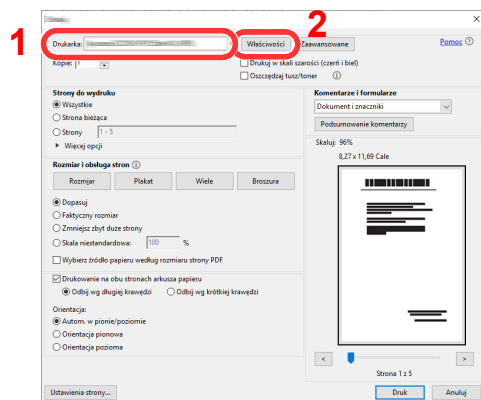 1
2
Drukarka:
Właściwości
Zaawansowane
Pomoc
Kopie: 1
Drukuj w skali szarości (czerń i biel)
Oszczędzaj tusz/toner
Strony do wydruku
Wszystkie
Strona bieżąca
Strony 1 - 5
Więcej opcji
Rozmiar i obsługa stron
Rozmiar Plakat Wiele Broszura
Dopasuj
Faktyczny rozmiar
Zmniejsz zbyt duże strony
Skala niestandardowa: 100 %
Wybierz źródło papieru według rozmiaru strony PDF
Drukowanie na obu stronach arkusza papieru
Odbij wg długiej krawędzi Odbij wg krótkiej krawędzi
Orientacja:
Autom. w pionie/poziomie
Orientacja pionowa
Orientacja pozioma
Komentarze i formularze
Dokument i znaczniki
Podsumowanie komentarzy
Skaluj: 96%
8,27 x 11,69 Cale
< >
Strona 1 z 5
Ustawienia strony...
Druk Anuluj